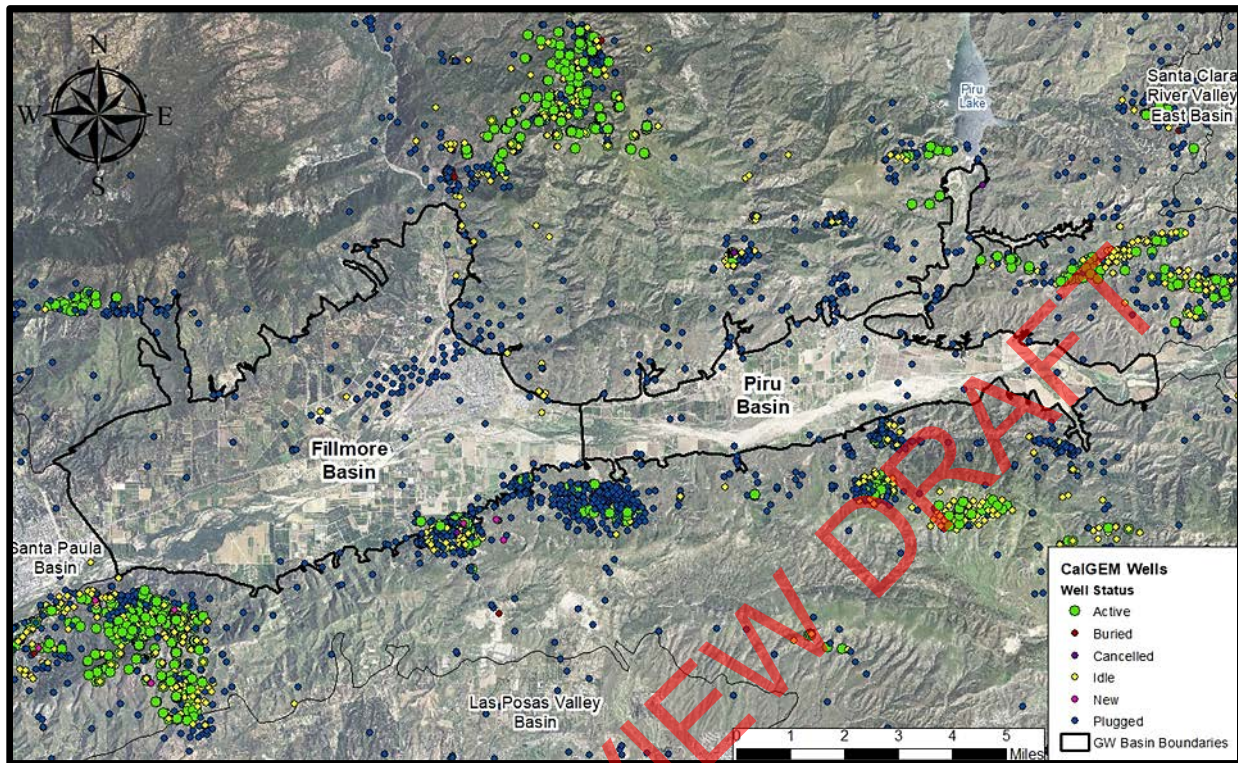 N
W
E
S
Piru
Lake
Santa Clara
River Valley
East Basin
Piru
Basin
Fillmore
Basin
Santa Paula
Basin
Las Posas Valley
Basin
VIEW DRAFT
CalGEM Wells
Well Status
Active
Buried
Cancelled
Idle
New
Plugged
GW Basin Boundaries
0 1 2 3 4 5
Miles